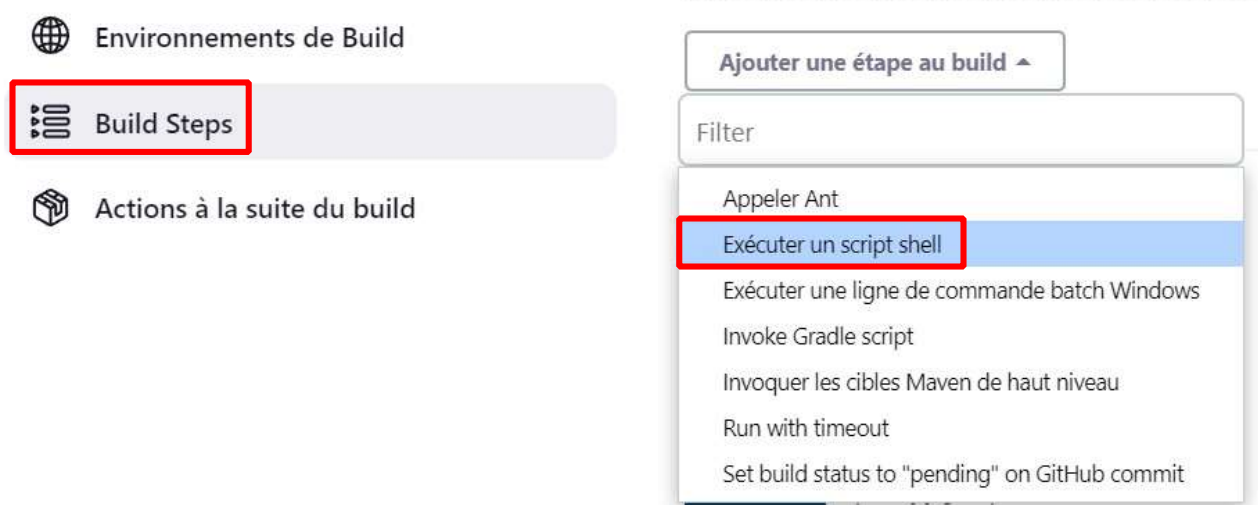 Environnements de Build
Build Steps
Actions à la suite du build
Ajouter une étape au build
Filter
Appeler Ant
Exécuter un script shell
Exécuter une ligne de commande batch Windows
Invoke Gradle script
Invoquer les cibles Maven de haut niveau
Run with timeout
Set build status to "pending" on GitHub commit